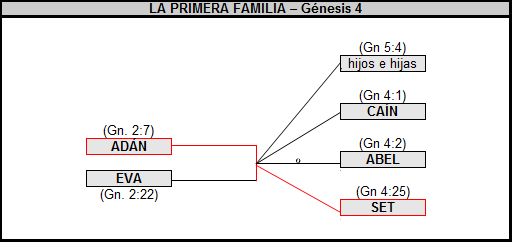 LA PRIMERA FAMILIA – Génesis 4
(Gn 5:4)
hijos e hijas
(Gn 4:1)
CAÍN
(Gn. 2:7)
ADÁN
(Gn 4:2)
ABEL
EVA
(Gn. 2:22)
(Gn 4:25)
SET